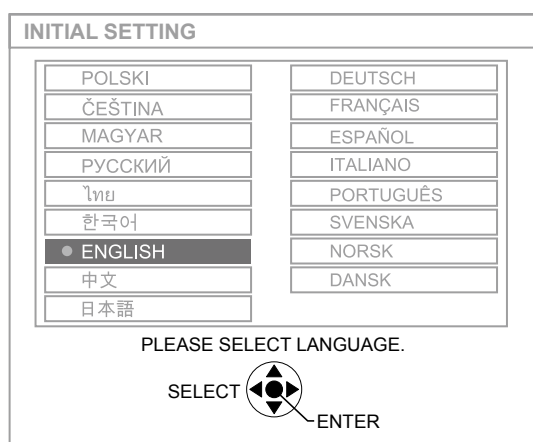 INITIAL SETTING
POLSKI
ČEŠTINA
MAGYAR
РУССКИЙ
ไทย
한국어
ENGLISH
中文
日本語
DEUTSCH
FRANÇAIS
ESPAÑOL
ITALIANO
PORTUGUÊS
SVENSKA
NORSK
DANSK
PLEASE SELECT LANGUAGE.
SELECT
ENTER